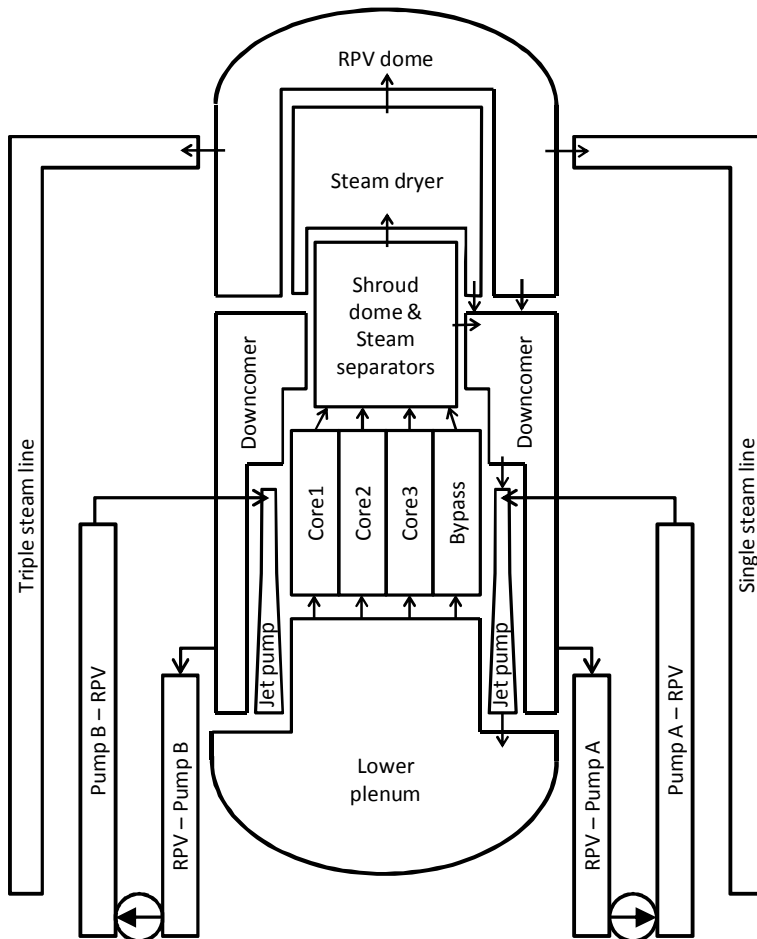 RPV dome
Steam dryer
Shroud
dome &
Steam
separators
Downcomer
Downcomer
Triple steam line
Single steam line
Core1
Core2
Core3
Bypass
Jet pump
Jet pump
Pump B – RPV
RPV – Pump B
Lower
plenum
RPV – Pump A
Pump A – RPV